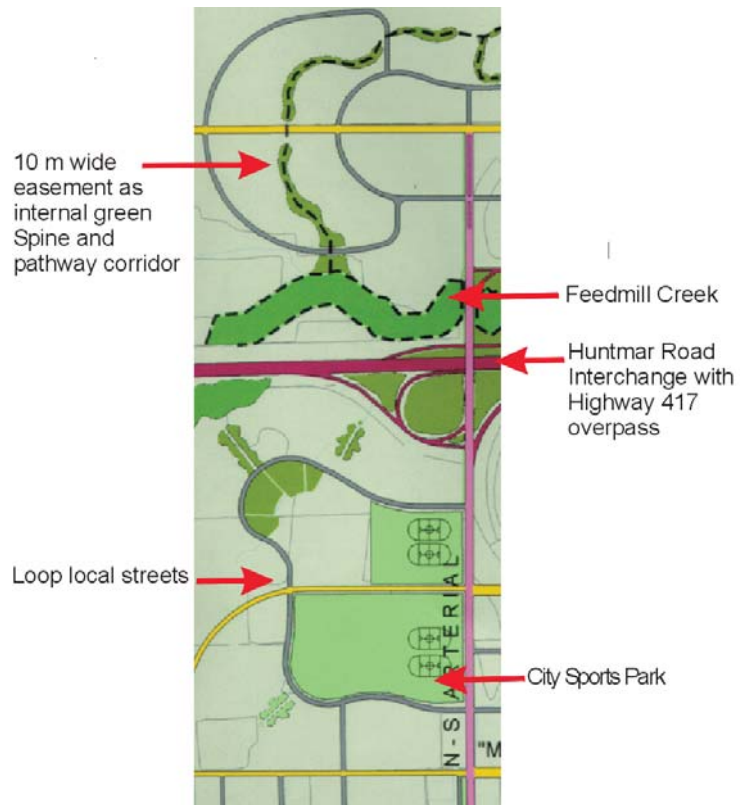 10 m wide
easement as
internal green
Spine and
pathway corridor
Feedmill Creek
Huntmar Road
Interchange with
Highway 417
overpass
Loop local streets
City Sports Park
N-S ARTERIAL
"M